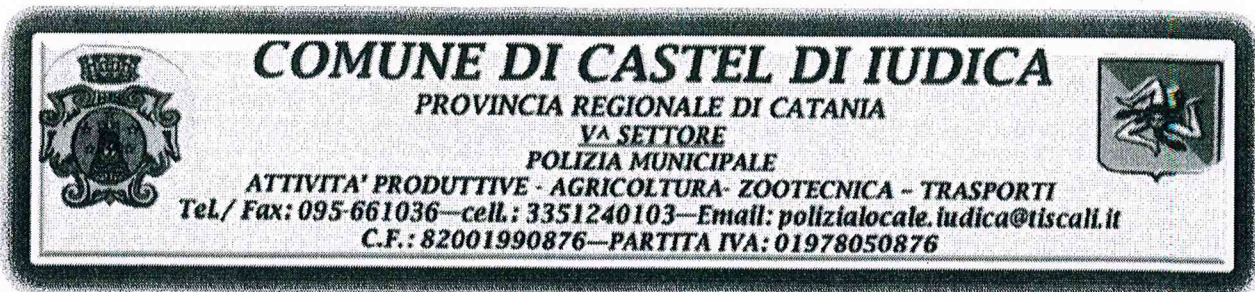 COMUNE DI CASTEL DI IUDICA
PROVINCIA REGIONALE DI CATANIA
V^ SETTORE
POLIZIA MUNICIPALE
ATTIVITA' PRODUTTIVE - AGRICOLTURA- ZOOTECNICA – TRASPORTI
Tel./ Fax: 095-661036—cell.: 3351240103—Email: polizialocale.iudica@tiscali.it
C.F.: 82001990876—PARTITA IVA: 01978050876